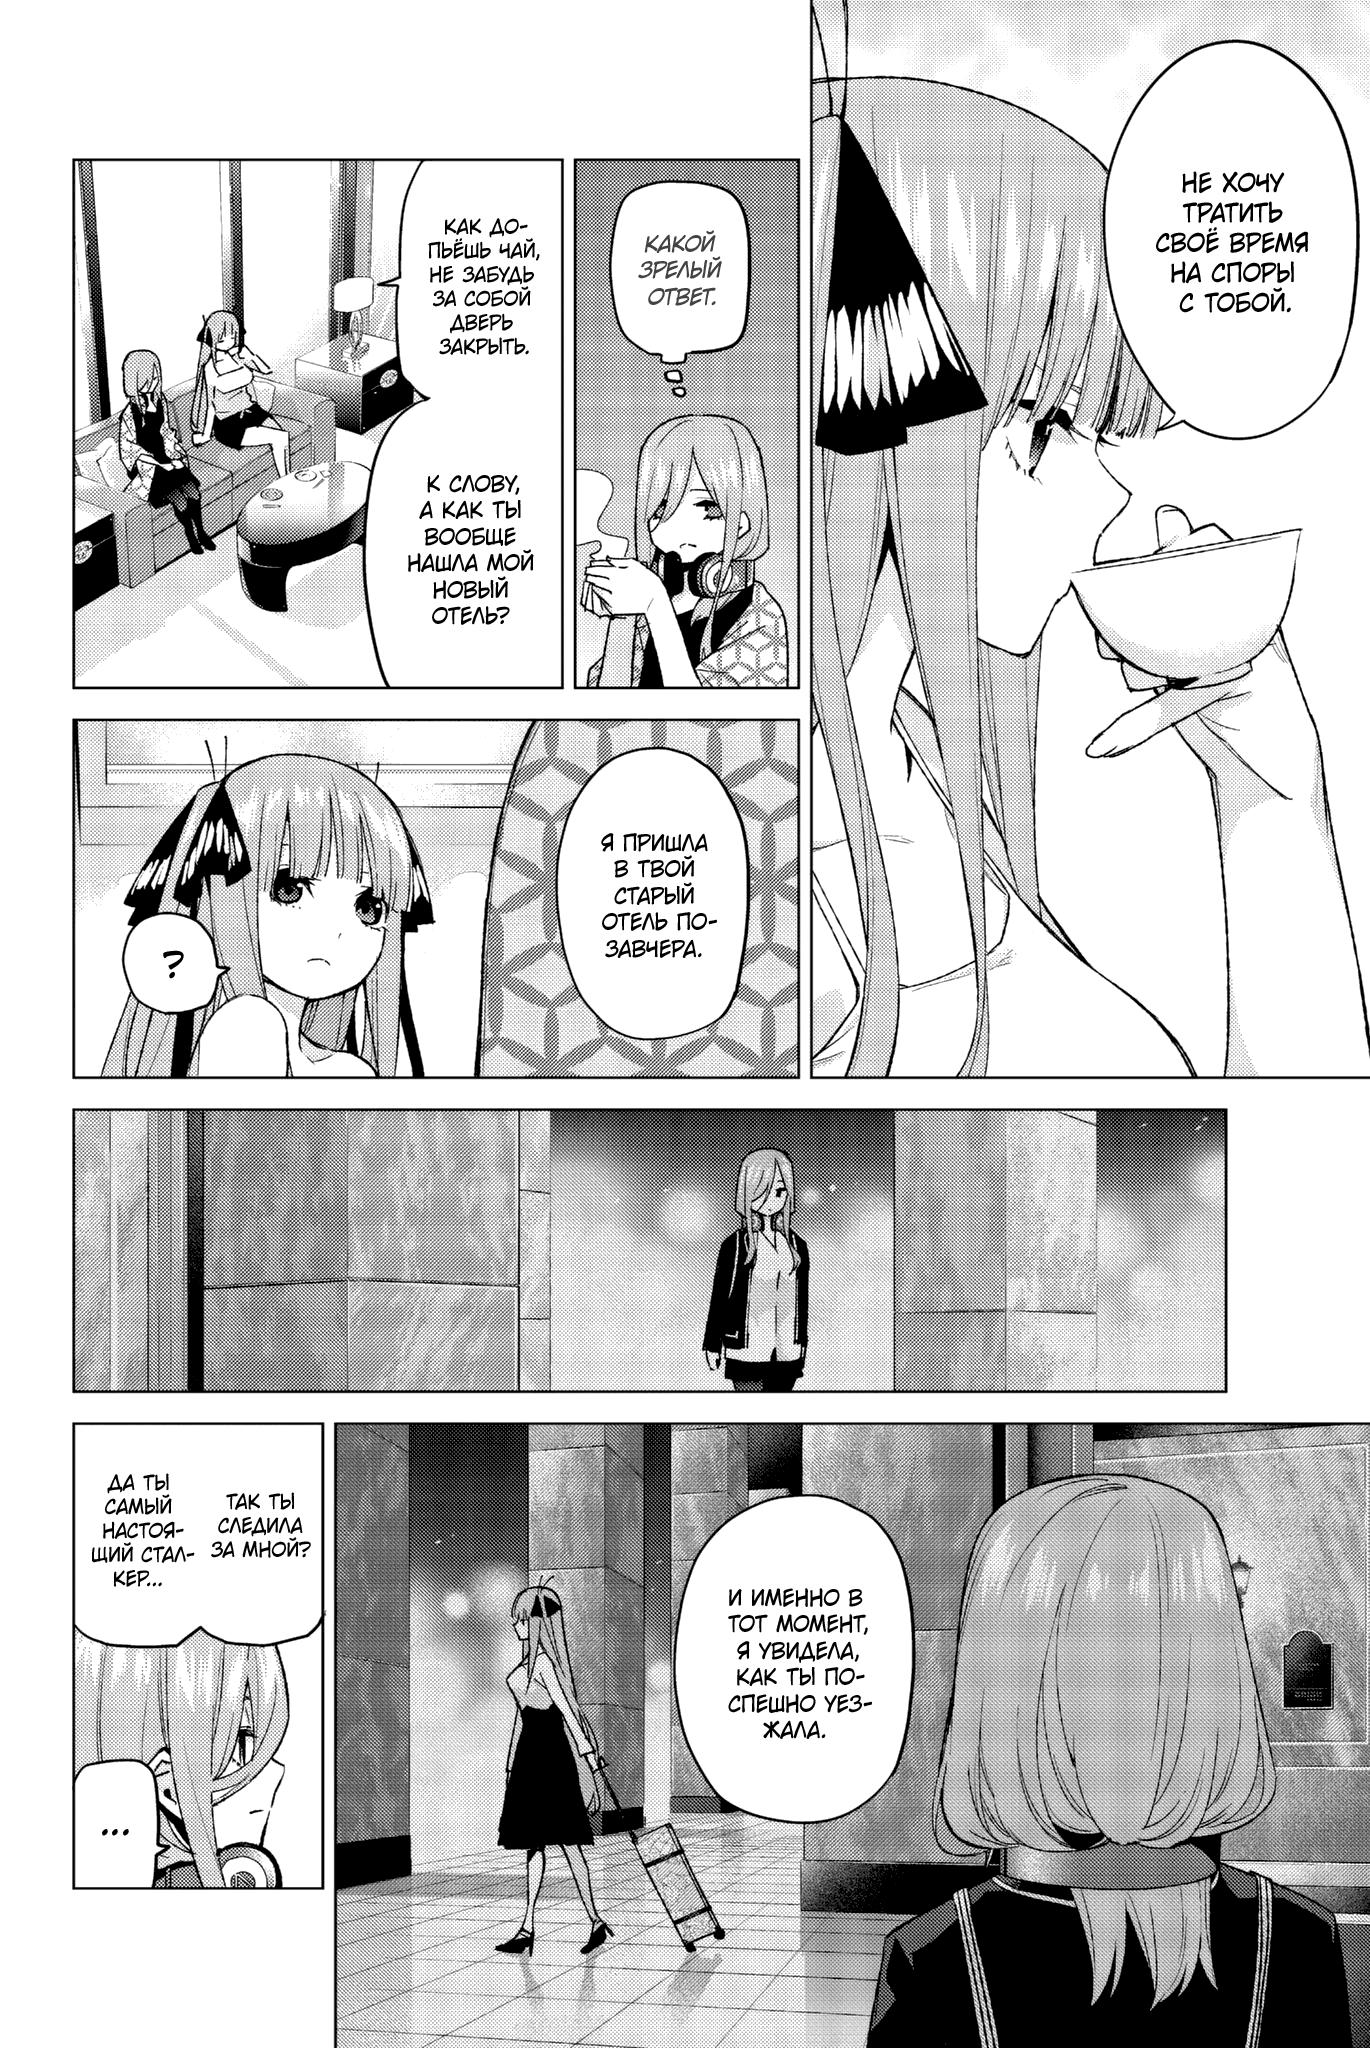 НЕ ХОЧУ
ТРАТИТЬ
СВОЁ ВРЕМЯ
НА СПОРЫ
С ТОБОЙ.
КАКОЙ
ЗРЕЛЫЙ
ОТВЕТ.
КАК ДО-
ПЬЁШЬ ЧАЙ,
НЕ ЗАБУДЬ
ЗА СОБОЙ
ДВЕРЬ
ЗАКРЫТЬ.
К СЛОВУ,
А КАК ТЫ
ВООБЩЕ
НАШЛА МОЙ
НОВЫЙ
ОТЕЛЬ?
Я ПРИШЛА
В ТВОЙ
СТАРЫЙ
ОТЕЛЬ ПО-
ЗАВЧЕРА.
?
И ИМЕННО В
ТОТ МОМЕНТ,
Я УВИДЕЛА,
КАК ТЫ ПО-
СПЕШНО УЕЗ-
ЖАЛА.
ТАК ТЫ
СЛЕДИЛА
ЗА МНОЙ?
ДА ТЫ
САМЫЙ
НАСТОЯ-
ЩИЙ СТАЛ-
КЕР...
...